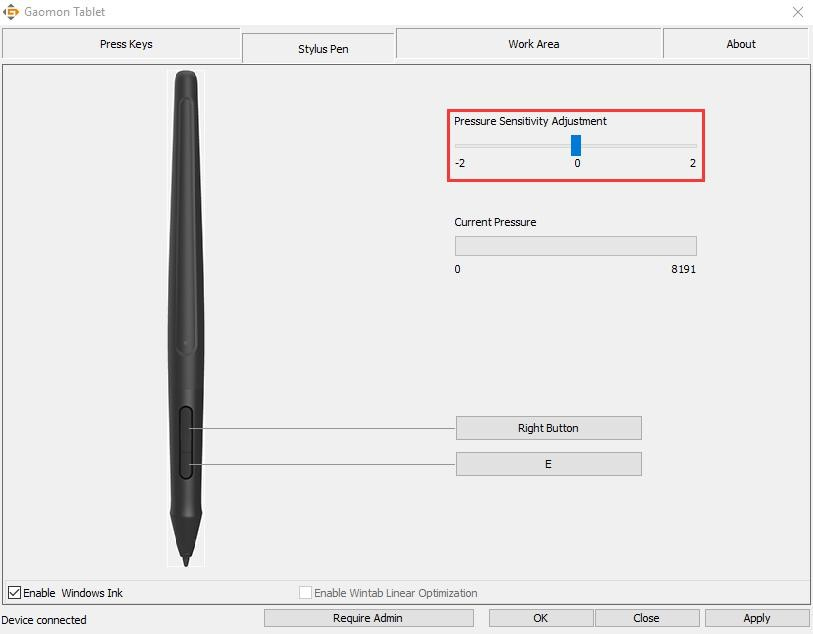 Gaomon Tablet
Press Keys
Stylus Pen
Work Area
About
Pressure Sensitivity Adjustment
-2 0 2
Current Pressure
0 8191
Right Button
E
Enable Windows Ink
Enable Wintab Linear Optimization
Device connected
Require Admin
OK
Close
Apply